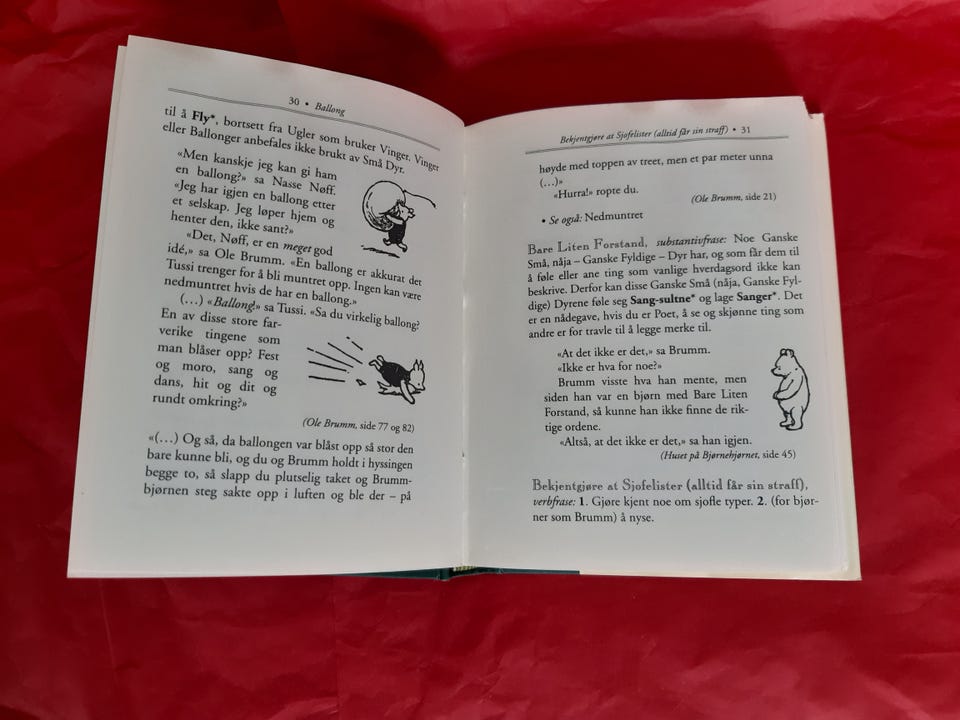 30 • Ballong
til å Fly*, bortsett fra Ugler som bruker Vinger. Vinger
eller Ballonger anbefales ikke brukt av Små Dyr.
«Men kanskje jeg kan gi ham
en ballong?» sa Nasse Nøff.
«Jeg har igjen en ballong etter
et selskap. Jeg løper hjem og
henter den, ikke sant?»
«Det, Nøff, er en meget god
idé,» sa Ole Brumm. «En ballong er akkurat det
Tussi trenger for å bli muntret opp. Ingen kan være
nedmuntret hvis de har en ballong.»
(…) «Ballong!» sa Tussi. «Sa du virkelig ballong?
En av disse store far-
verike tingene som
man blåser opp? Fest
og moro, sang og
dans, hit og dit og
rundt omkring?»
(Ole Brumm, side 77 og 82)
«(…) Og så, da ballongen var blåst opp så stor den
bare kunne bli, og du og Brumm holdt i hyssingen
begge to, så slapp du plutselig taket og Brumm-
bjørnen steg sakte opp i luften og ble der – på
Bekjentgjøre at Sjofelister (alltid får sin straff) • 31
høyde med toppen av treet, men et par meter unna
(…)»
«Hurra!» ropte du.
(Ole Brumm, side 21)
• Se også: Nedmuntret
Bare Liten Forstand, substantivfrase: Noe Ganske
Små, nåja – Ganske Fyldige – Dyr har, og som får dem til
å føle eller ane ting som vanlige hverdagsord ikke kan
beskrive. Derfor kan disse Ganske Små (nåja, Ganske Fyl-
dige) Dyrene føle seg Sang-sultne* og lage Sanger*. Det
er en nådegave, hvis du er Poet, å se og skjønne ting som
andre er for travle til å legge merke til.
«At det ikke er det,» sa Brumm.
«Ikke er hva for noe?»
Brumm visste hva han mente, men
siden han var en bjørn med Bare Liten
Forstand, så kunne han ikke finne de rik-
tige ordene.
«Altså, at det ikke er det,» sa han igjen.
(Huset på Bjørnehjørnet, side 45)
Bekjentgjøre at Sjofelister (alltid får sin straff),
verbfrase: 1. Gjøre kjent noe om sjofle typer. 2. (for bjør-
ner som Brumm) å nyse.